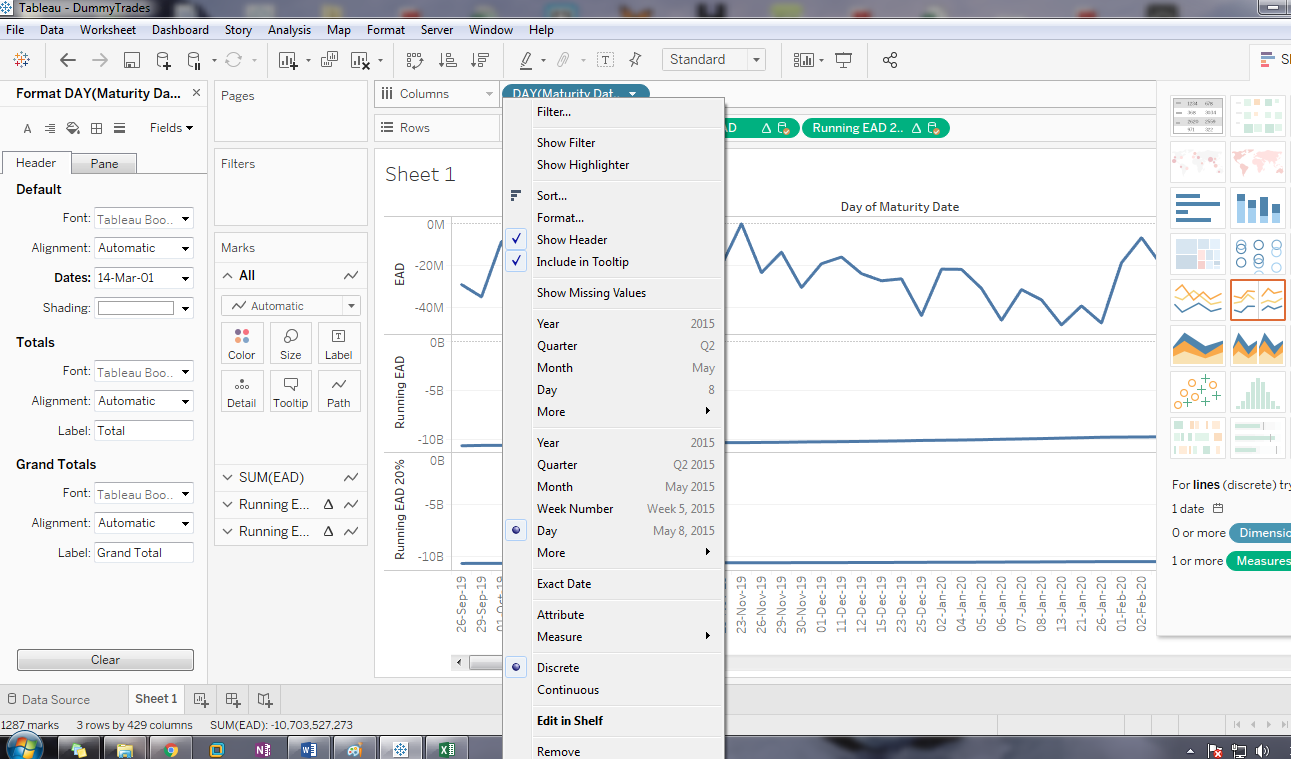 Tableau - DummyTrades
File Data Worksheet Dashboard Story Analysis Map Format Server Window Help
Standard
Format DAY(Maturity Da...
Fields
Header Pane
Default
Font: Tableau Boo..
Alignment: Automatic
Dates: 14-Mar-01
Shading:
Totals
Font: Tableau Boo..
Alignment: Automatic
Label: Total
Grand Totals
Font: Tableau Boo..
Alignment: Automatic
Label: Grand Total
Clear
Pages
Filters
Marks
All
Automatic
Color Size Label
Detail Tooltip Path
SUM(EAD)
Running E...
Running E...
Columns
DAY(Maturity Dat..
Rows
AD
Running EAD 2..
Sheet 1
Day of Maturity Date
EAD
0M
-20M
-40M
Running EAD
0B
-5B
-10B
Running EAD 20%
0B
-5B
-10B
26-Sep-19
29-Sep-19
01-Oct-19
23-Nov-19
26-Nov-19
29-Nov-19
30-Nov-19
01-Dec-19
11-Dec-19
12-Dec-19
15-Dec-19
23-Dec-19
25-Dec-19
02-Jan-20
04-Jan-20
05-Jan-20
06-Jan-20
07-Jan-20
08-Jan-20
13-Jan-20
21-Jan-20
26-Jan-20
01-Feb-20
02-Feb-20
Filter...
Show Filter
Show Highlighter
Sort...
Format...
Show Header
Include in Tooltip
Show Missing Values
Year 2015
Quarter Q2
Month May
Day 8
More
Year 2015
Quarter Q2 2015
Month May 2015
Week Number Week 5, 2015
Day May 8, 2015
More
Exact Date
Attribute
Measure
Discrete
Continuous
Edit in Shelf
Remove
For lines (discrete) try
1 date
0 or more Dimensio
1 or more Measures
Data Source Sheet 1
1287 marks 3 rows by 429 columns SUM(EAD): -10,703,527,273